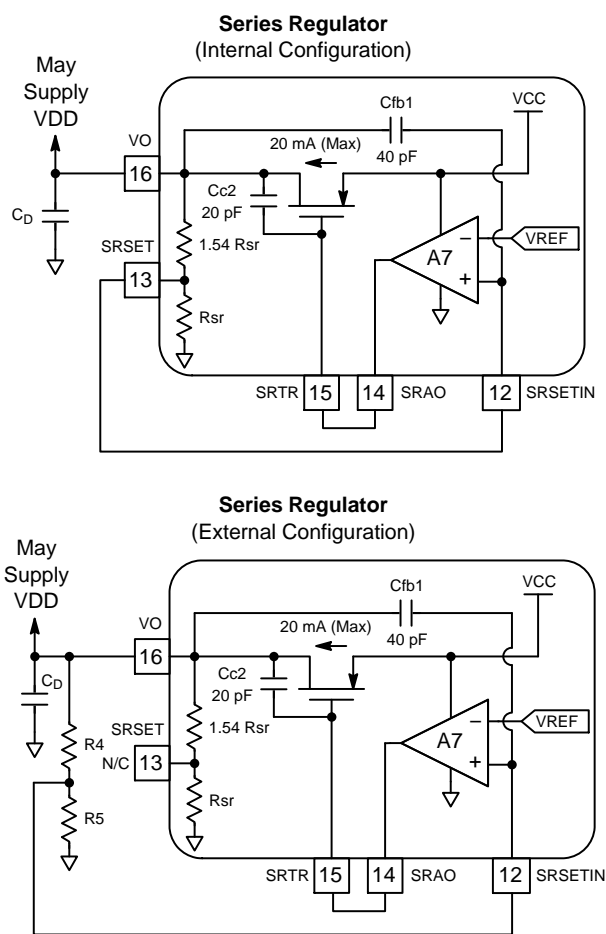 Series Regulator
(Internal Configuration)
May
Supply
VDD
VO
16
CD
SRSET
13
Cfb1
40 pF
VCC
20 mA (Max)
Cc2
20 pF
1.54 Rsr
Rsr
A7
−
+
VREF
SRTR
15
14
SRAO
12
SRSETIN
Series Regulator
(External Configuration)
May
Supply
VDD
VO
16
CD
R4
R5
SRSET
N/C
13
Cfb1
40 pF
VCC
20 mA (Max)
Cc2
20 pF
1.54 Rsr
Rsr
A7
−
+
VREF
SRTR
15
14
SRAO
12
SRSETIN